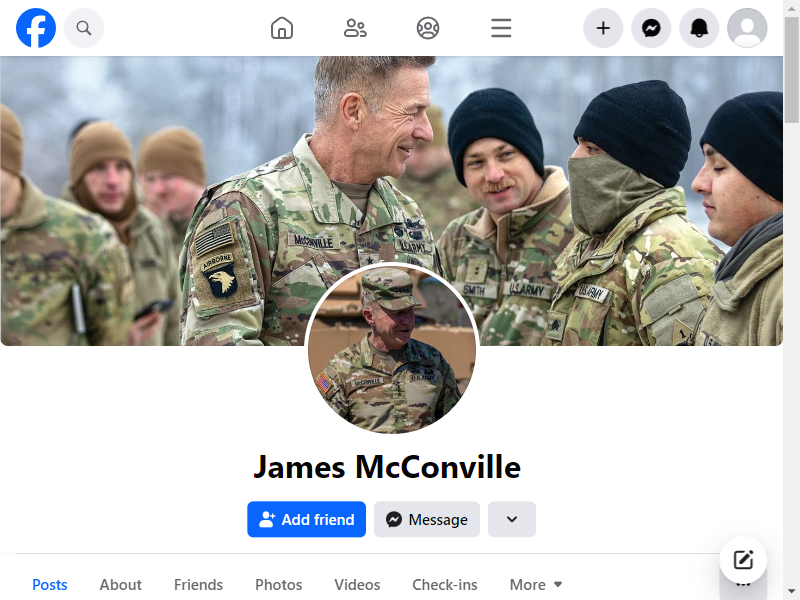 McCONVILLE
U.S.ARMY
AIRBORNE
SMITH
U.S.ARMY
U.S.ARMY
McCONVILLE
James McConville
Add friend
Message
Posts
About
Friends
Photos
Videos
Check-ins
More